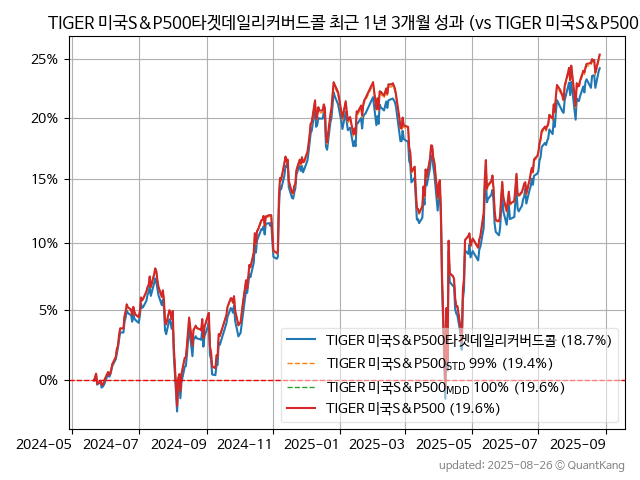 TIGER 미국S&P500타겟데일리커버드콜 최근 1년 3개월 성과 (vs TIGER 미국S&P500
25%
20%
15%
10%
5%
0%
TIGER 미국S&P500타겟데일리커버드콜 (18.7%)
TIGER 미국S&P500STD 99% (19.4%)
TIGER 미국S&P500MDD 100% (19.6%)
TIGER 미국S&P500 (19.6%)
2024-05 2024-07 2024-09 2024-11 2025-01 2025-03 2025-05 2025-07 2025-09
updated: 2025-08-26 © QuantKang